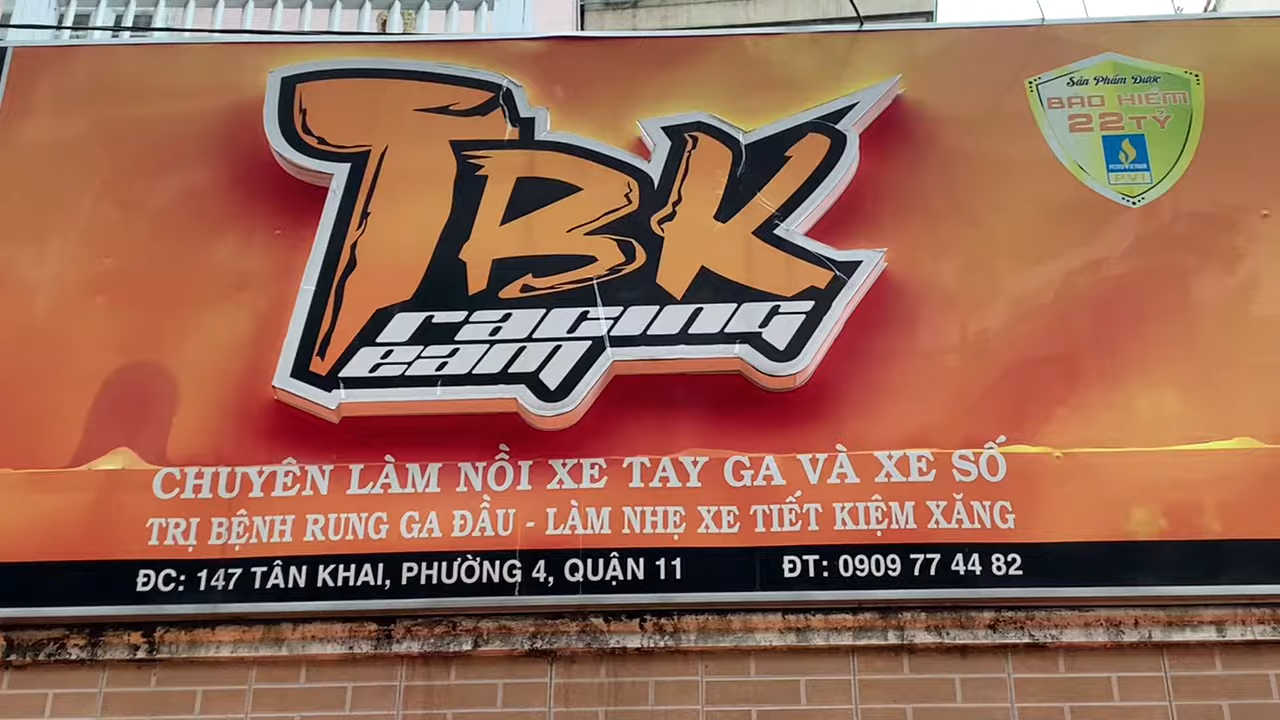 TBK
racing
Team
Sản Phẩm Được
BẢO HIỂM
22 TỶ
PETROVIETNAM
PVI
CHUYÊN LÀM NỒI XE TAY GA VÀ XE SỐ
TRỊ BỆNH RUNG GA ĐẦU - LÀM NHẸ XE TIẾT KIỆM XĂNG
ĐC: 147 TÂN KHAI, PHƯỜNG 4, QUẬN 11 ĐT: 0909 77 44 82